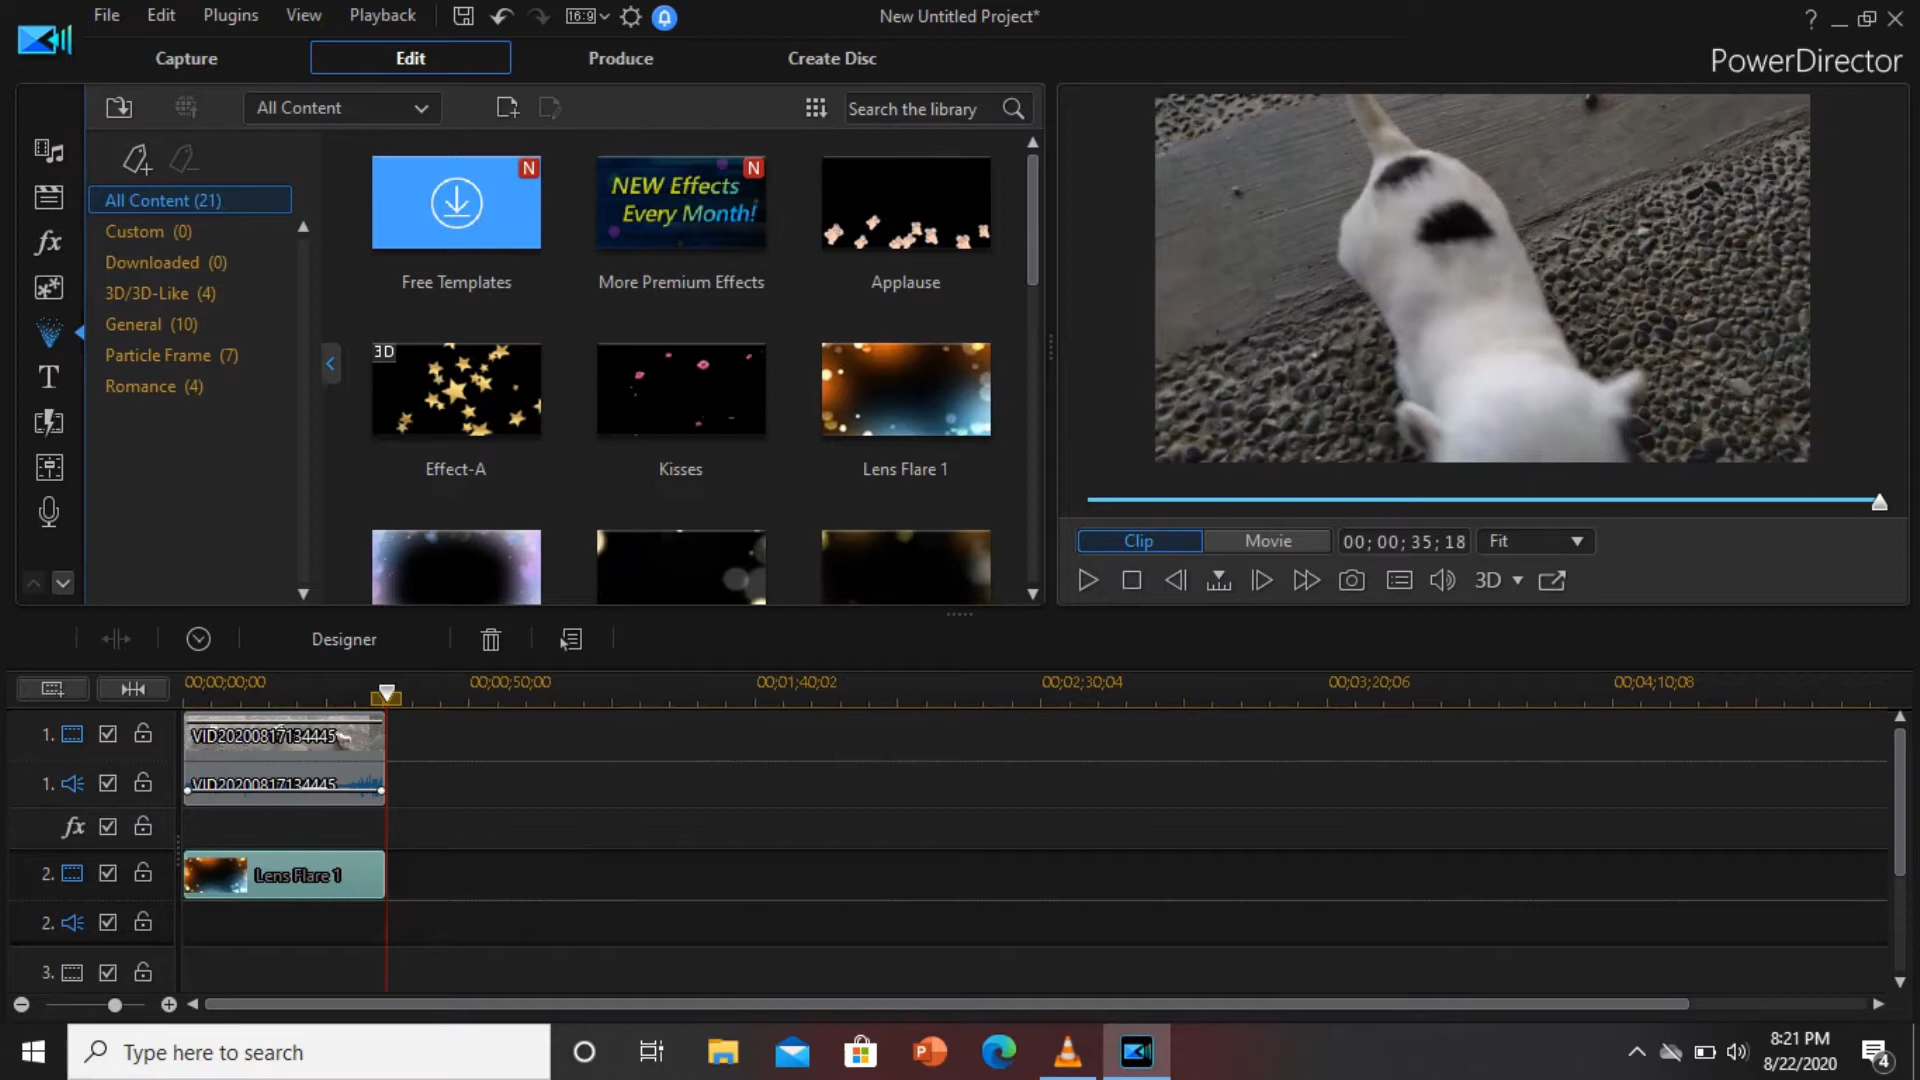 File Edit Plugins View Playback 16:9 New Untitled Project* ?
Capture Edit Produce Create Disc PowerDirector
All Content Search the library
All Content (21)
Custom (0)
Downloaded (0)
3D/3D-Like (4)
General (10)
Particle Frame (7)
Romance (4)
N
NEW Effects
Every Month!
N
Free Templates More Premium Effects Applause
3D
Effect-A Kisses Lens Flare 1
fx
T
Clip Movie 00; 00; 35; 18 Fit
3D
Designer
00;00;00;00 00;00;50;00 00;01;40;02 00;02;30;04 00;03;20;06 00;04;10;08
1. VID20200817134445
1. VID20200817134445
fx
2. Lens Flare 1
2.
3.
Type here to search
P
8:21 PM
8/22/2020
4